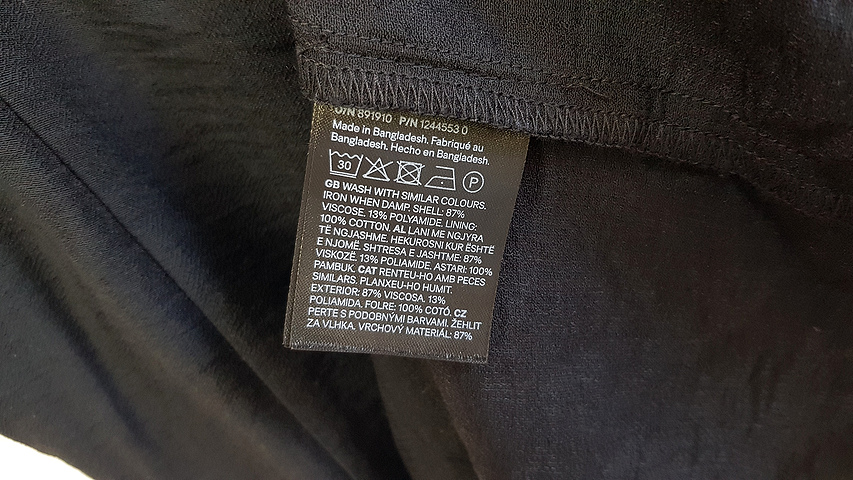 O/N 891910 P/N 1244553 0
Made in Bangladesh. Fabriqué au
Bangladesh. Hecho en Bangladesh.
30 P
GB WASH WITH SIMILAR COLOURS.
IRON WHEN DAMP. SHELL: 87%
VISCOSE. 13% POLYAMIDE. LINING:
100% COTTON. AL LANI ME NGJYRA
TË NGJASHME. HEKUROSNI KUR ËSHTË
E NJOMË. SHTRESA E JASHTME: 87%
VISKOZË. 13% POLIAMIDE. ASTARI: 100%
PAMBUK. CAT RENTEU-HO AMB PECES
SIMILARS. PLANXEU-HO HUMIT.
EXTERIOR: 87% VISCOSA. 13%
POLIAMIDA. FOLRE: 100% COTÓ. CZ
PERTE S PODOBNÝMI BARVAMI. ŽEHLIT
ZA VLHKA. VRCHOVÝ MATERIÁL: 87%